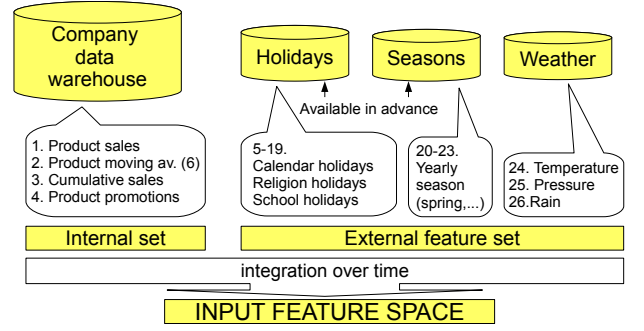 Company
data
warehouse
Holidays
Seasons
Weather
Available in advance
1. Product sales
2. Product moving av. (6)
3. Cumulative sales
4. Product promotions
5-19.
Calendar holidays
Religion holidays
School holidays
20-23.
Yearly
season
(spring,...)
24. Temperature
25. Pressure
26.Rain
Internal set
External feature set
integration over time
INPUT FEATURE SPACE